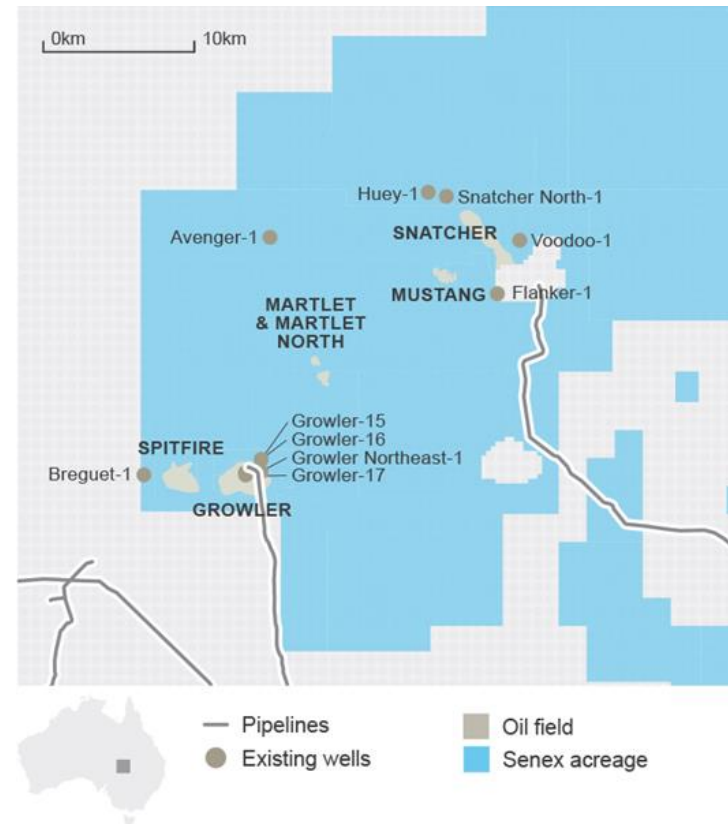 0km 10km
Huey-1 Snatcher North-1
SNATCHER
Avenger-1
Voodoo-1
MUSTANG
Flanker-1
MARTLET
& MARTLET
NORTH
Growler-15
Growler-16
SPITFIRE
Growler Northeast-1
Breguet-1
Growler-17
GROWLER
Pipelines
Oil field
Existing wells
Senex acreage